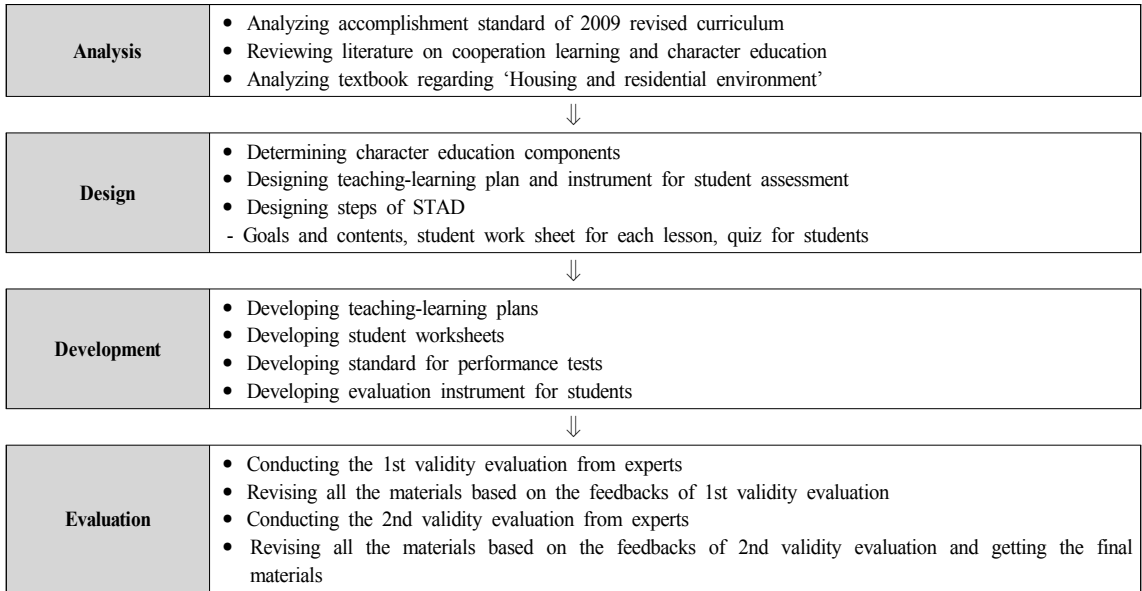 Analysis
• Analyzing accomplishment standard of 2009 revised curriculum
• Reviewing literature on cooperation learning and character education
• Analyzing textbook regarding ‘Housing and residential environment’
⇓
Design
• Determining character education components
• Designing teaching-learning plan and instrument for student assessment
• Designing steps of STAD
- Goals and contents, student work sheet for each lesson, quiz for students
⇓
Development
• Developing teaching-learning plans
• Developing student worksheets
• Developing standard for performance tests
• Developing evaluation instrument for students
⇓
Evaluation
• Conducting the 1st validity evaluation from experts
• Revising all the materials based on the feedbacks of 1st validity evaluation
• Conducting the 2nd validity evaluation from experts
• Revising all the materials based on the feedbacks of 2nd validity evaluation and getting the final
materials